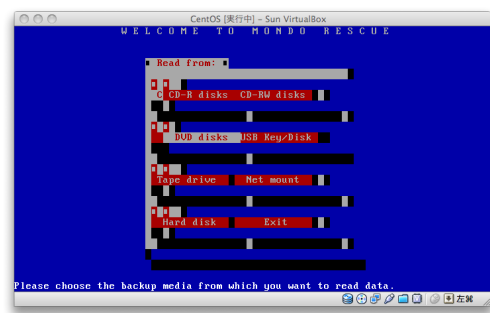 CentOS [実行中] - Sun VirtualBox
WELCOME TO MONDO RESCUE
Read from:
CD-R disks CD-RW disks
DVD disks USB Key/Disk
Tape drive Net mount
Hard disk Exit
Please choose the backup media from which you want to read data.
左⌘